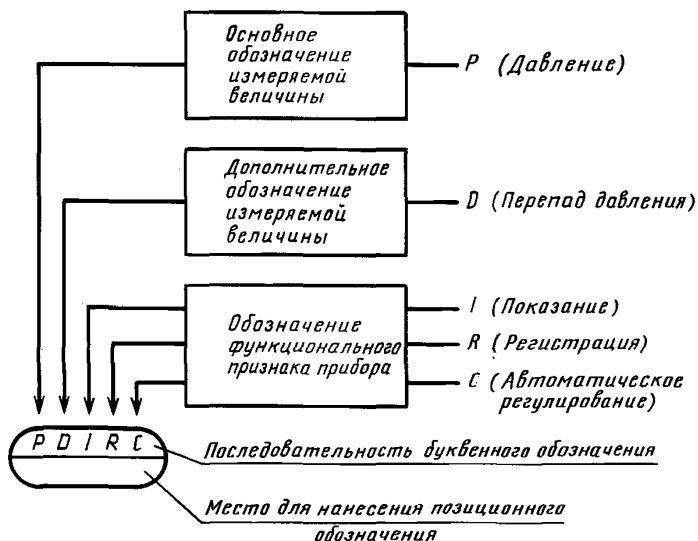 Основное
обозначение
измеряемой
величины
P (Давление)
Дополнительное
обозначение
измеряемой
величины
D (Перепад давления)
Обозначение
функционального
признака прибора
I (Показание)
R (Регистрация)
C (Автоматическое
регулирование)
P D I R C
Последовательность буквенного обозначения
Место для нанесения позиционного
обозначения